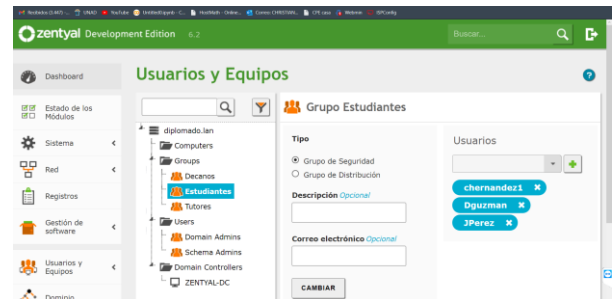 UNAD
YouTube
zentyal Development Edition 6.2
Buscar...
Dashboard
Estado de los
Módulos
Sistema
Red
Registros
Gestión de
software
Usuarios y
Equipos
Dominio
Usuarios y Equipos
diplomado.lan
Computers
Groups
Decanos
Estudiantes
Tutores
Users
Domain Admins
Schema Admins
Domain Controllers
ZENTYAL-DC
Grupo Estudiantes
Tipo
Grupo de Seguridad
Grupo de Distribución
Descripción Opcional
Correo electrónico Opcional
CAMBIAR
Usuarios
chernandez1 ×
Dguzman ×
JPerez ×